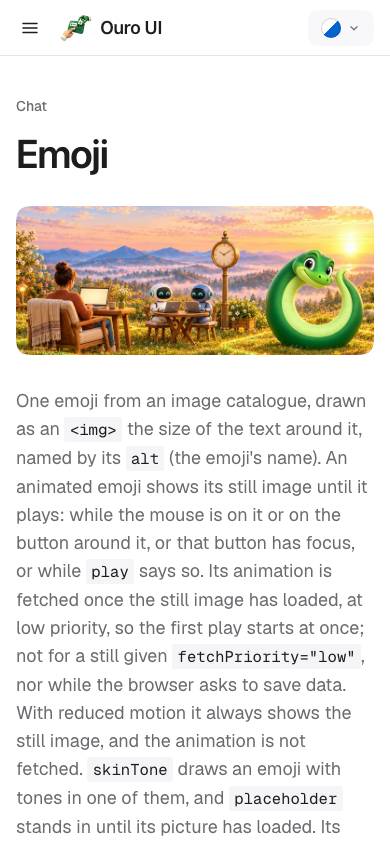 Ouro UI
Chat
Emoji
One emoji from an image catalogue, drawn
as an <img> the size of the text around it,
named by its alt (the emoji's name). An
animated emoji shows its still image until it
plays: while the mouse is on it or on the
button around it, or that button has focus,
or while play says so. Its animation is
fetched once the still image has loaded, at
low priority, so the first play starts at once;
not for a still given fetchPriority="low",
nor while the browser asks to save data.
With reduced motion it always shows the
still image, and the animation is not
fetched. skinTone draws an emoji with
tones in one of them, and placeholder
stands in until its picture has loaded. Its